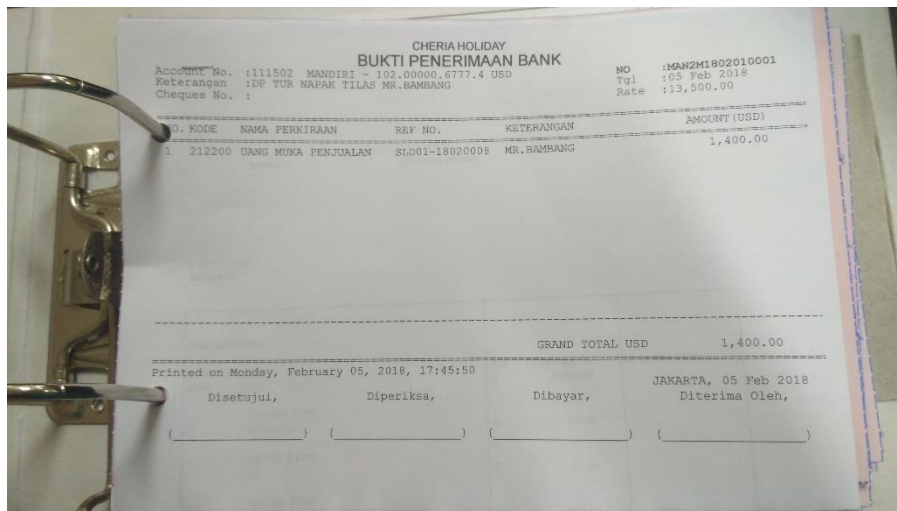 CHERIA HOLIDAY
BUKTI PENERIMAAN BANK
Account No. :111502 MANDIRI - 102.00000.6777.4 USD
Keterangan :DP TUR NAPAK TILAS MR.BAMBANG
Cheques No. :
NO :MAN2M1802010001
Tgl :05 Feb 2018
Rate :13,500.00
NO. KODE NAMA PERKIRAAN REF NO. KETERANGAN AMOUNT(USD)
1 212200 UANG MUKA PENJUALAN SLD01-18020008 MR.BAMBANG 1,400.00
GRAND TOTAL USD 1,400.00
Printed on Monday, February 05, 2018, 17:45:50
JAKARTA, 05 Feb 2018
Disetujui, Diperiksa, Dibayar, Diterima Oleh,